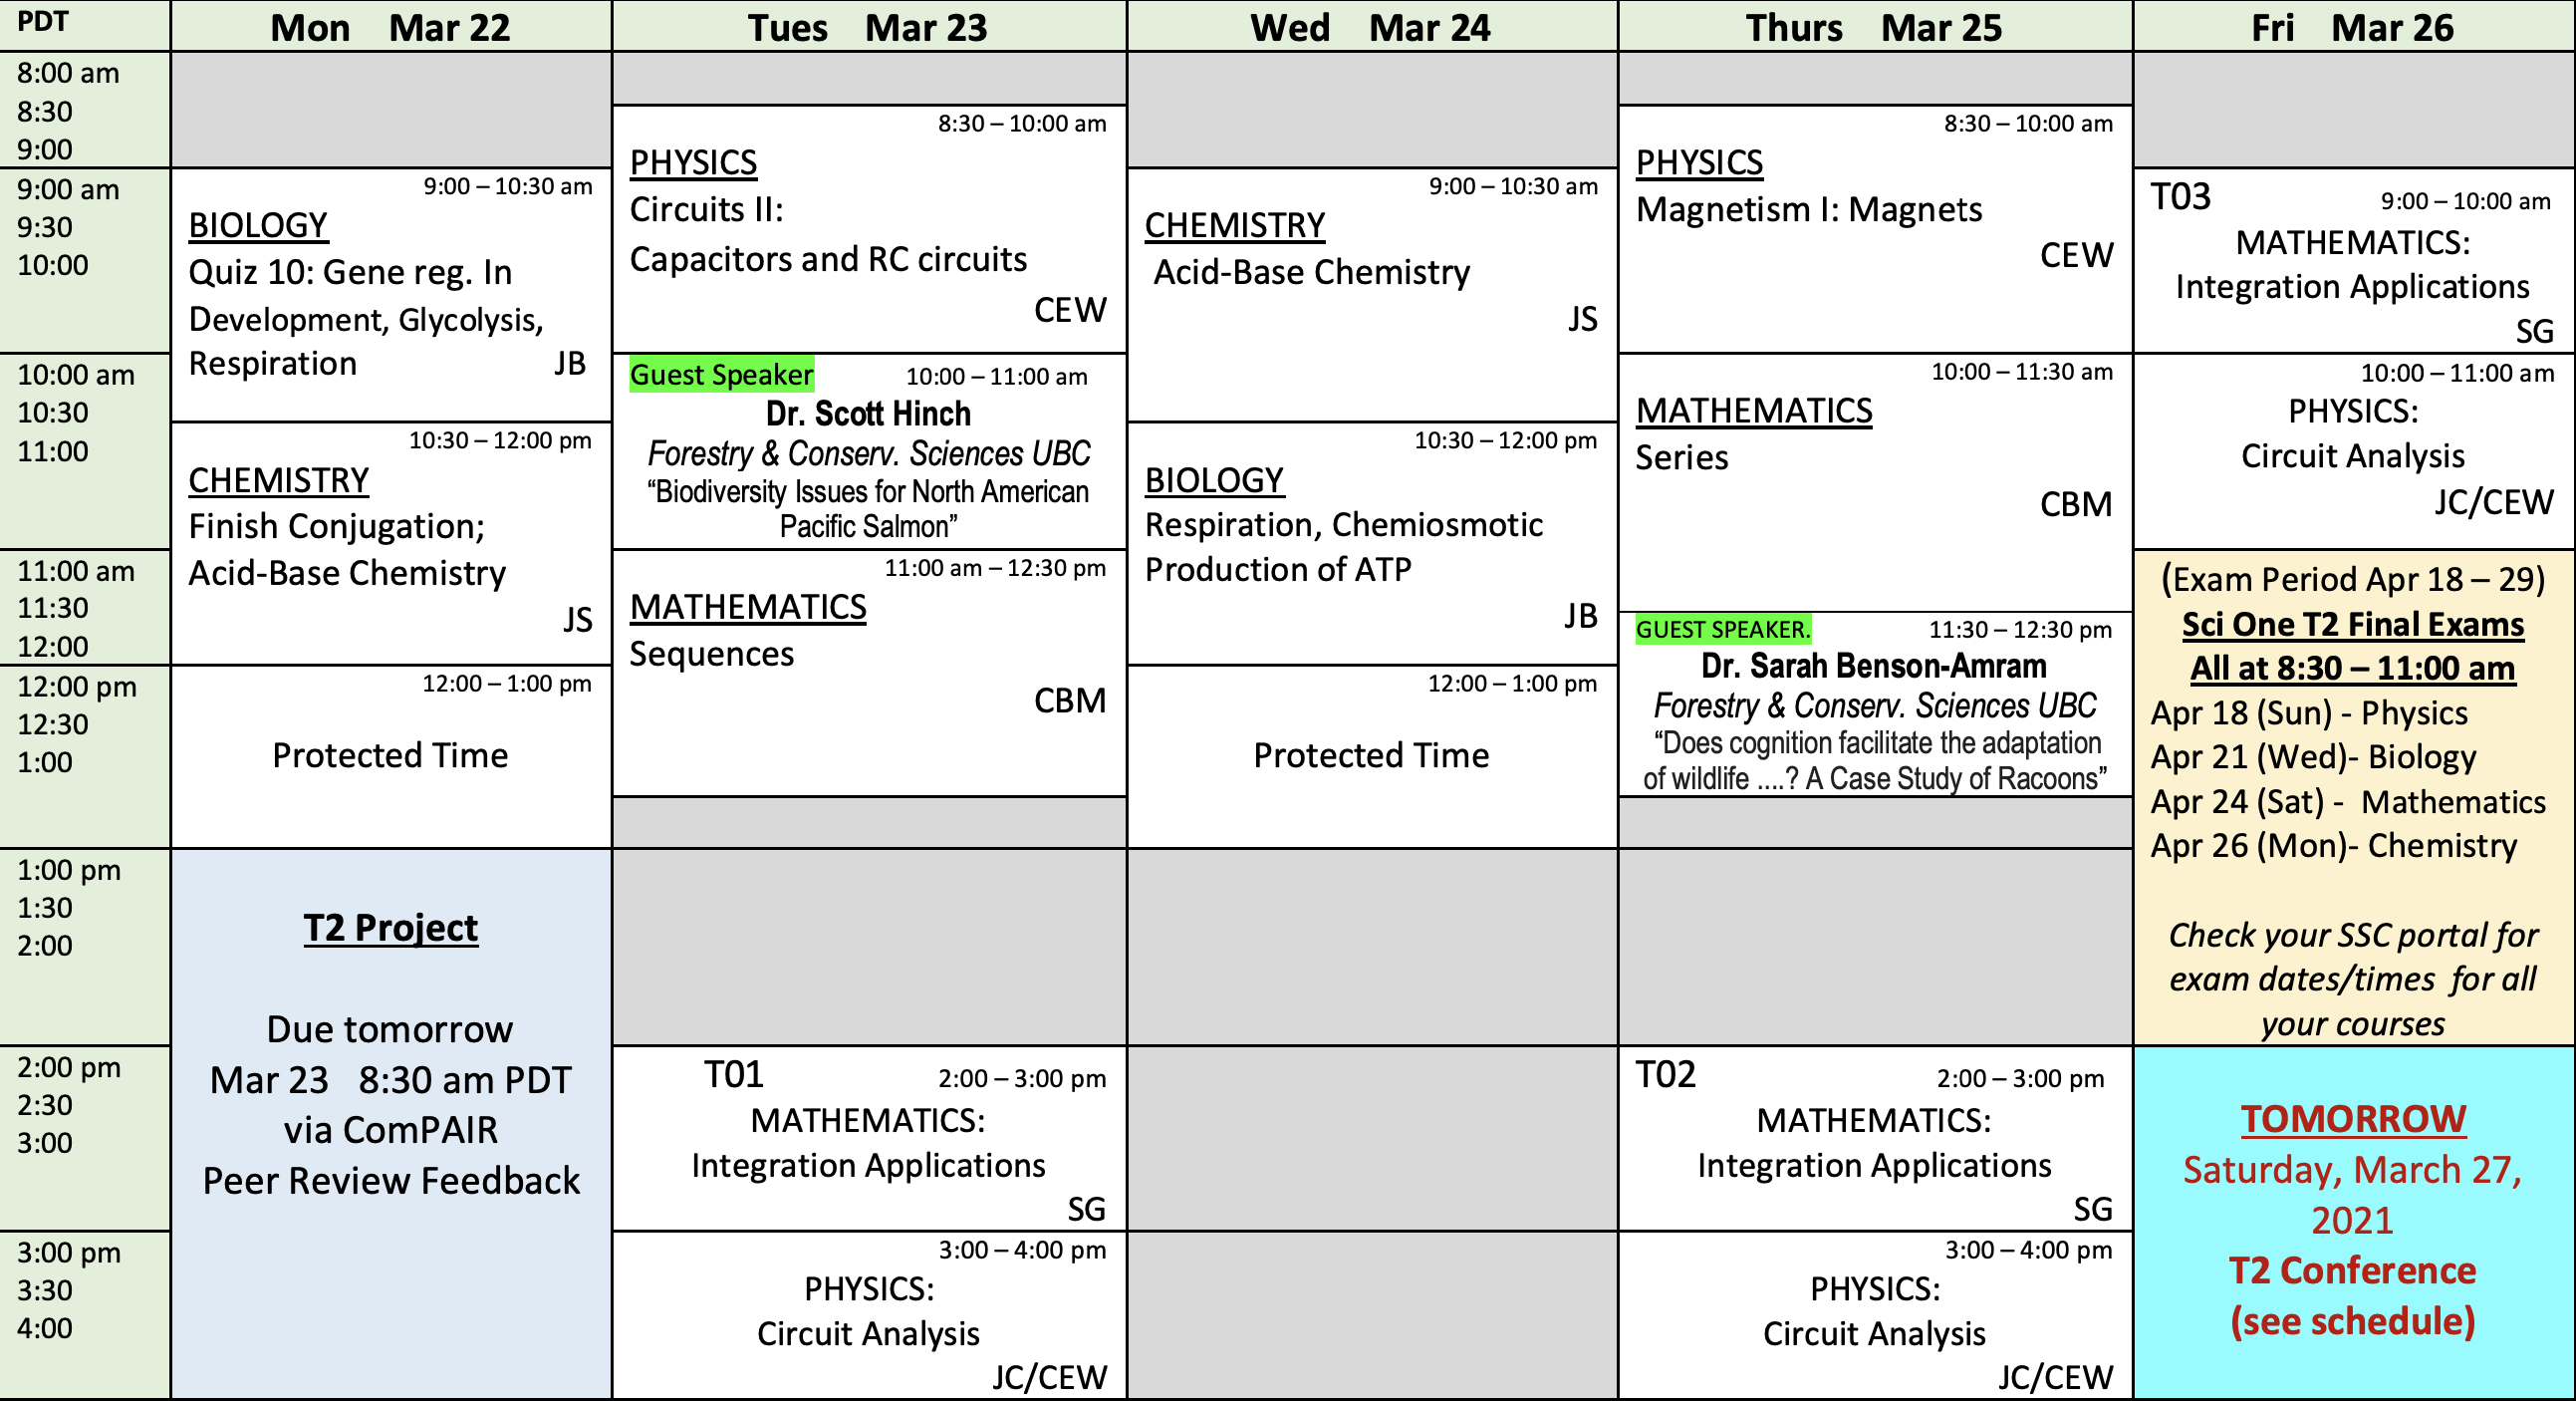 PDT
Mon Mar 22
Tues Mar 23
Wed Mar 24
Thurs Mar 25
Fri Mar 26
8:00 am
8:30
9:00
9:00 am
9:30
10:00
10:00 am
10:30
11:00
11:00 am
11:30
12:00
12:00 pm
12:30
1:00
1:00 pm
1:30
2:00
2:00 pm
2:30
3:00
3:00 pm
3:30
4:00
9:00 – 10:30 am
BIOLOGY
Quiz 10: Gene reg. In
Development, Glycolysis,
Respiration JB
10:30 – 12:00 pm
CHEMISTRY
Finish Conjugation;
Acid-Base Chemistry
JS
12:00 – 1:00 pm
Protected Time
T2 Project
Due tomorrow
Mar 23 8:30 am PDT
via ComPAIR
Peer Review Feedback
8:30 – 10:00 am
PHYSICS
Circuits II:
Capacitors and RC circuits
CEW
Guest Speaker 10:00 – 11:00 am
Dr. Scott Hinch
Forestry & Conserv. Sciences UBC
“Biodiversity Issues for North American
Pacific Salmon”
11:00 am – 12:30 pm
MATHEMATICS
Sequences
CBM
T01 2:00 – 3:00 pm
MATHEMATICS:
Integration Applications
SG
3:00 – 4:00 pm
PHYSICS:
Circuit Analysis
JC/CEW
9:00 – 10:30 am
CHEMISTRY
Acid-Base Chemistry
JS
10:30 – 12:00 pm
BIOLOGY
Respiration, Chemiosmotic
Production of ATP
JB
12:00 – 1:00 pm
Protected Time
8:30 – 10:00 am
PHYSICS
Magnetism I: Magnets
CEW
10:00 – 11:30 am
MATHEMATICS
Series
CBM
GUEST SPEAKER. 11:30 – 12:30 pm
Dr. Sarah Benson-Amram
Forestry & Conserv. Sciences UBC
“Does cognition facilitate the adaptation
of wildlife ....? A Case Study of Racoons”
T02 2:00 – 3:00 pm
MATHEMATICS:
Integration Applications
SG
3:00 – 4:00 pm
PHYSICS:
Circuit Analysis
JC/CEW
T03 9:00 – 10:00 am
MATHEMATICS:
Integration Applications
SG
10:00 – 11:00 am
PHYSICS:
Circuit Analysis
JC/CEW
(Exam Period Apr 18 – 29)
Sci One T2 Final Exams
All at 8:30 – 11:00 am
Apr 18 (Sun) - Physics
Apr 21 (Wed)- Biology
Apr 24 (Sat) - Mathematics
Apr 26 (Mon)- Chemistry
Check your SSC portal for
exam dates/times for all
your courses
TOMORROW
Saturday, March 27,
2021
T2 Conference
(see schedule)